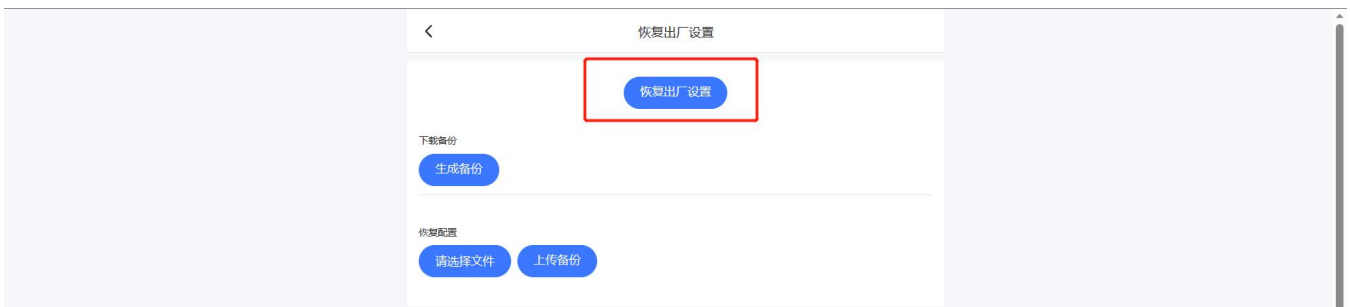 恢复出厂设置
恢复出厂设置
下载备份
生成备份
恢复配置
请选择文件 上传备份